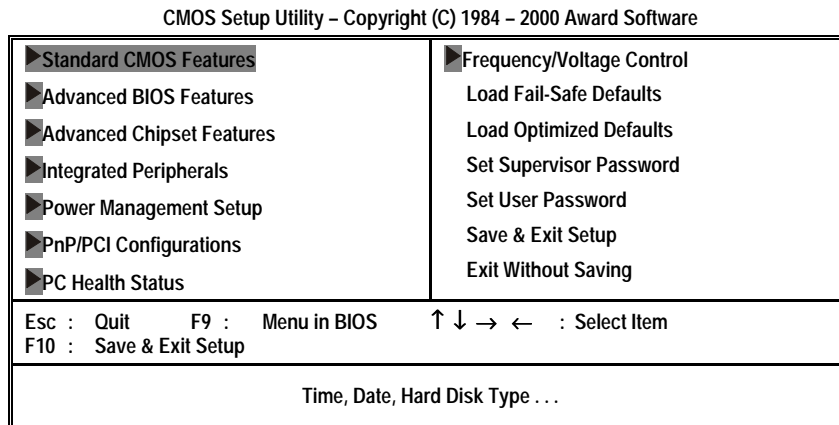 CMOS Setup Utility – Copyright (C) 1984 – 2000 Award Software
Standard CMOS Features
Advanced BIOS Features
Advanced Chipset Features
Integrated Peripherals
Power Management Setup
PnP/PCI Configurations
PC Health Status
Frequency/Voltage Control
Load Fail-Safe Defaults
Load Optimized Defaults
Set Supervisor Password
Set User Password
Save & Exit Setup
Exit Without Saving
Esc : Quit F9 : Menu in BIOS ↑ ↓ → ← : Select Item
F10 : Save & Exit Setup
Time, Date, Hard Disk Type . . .